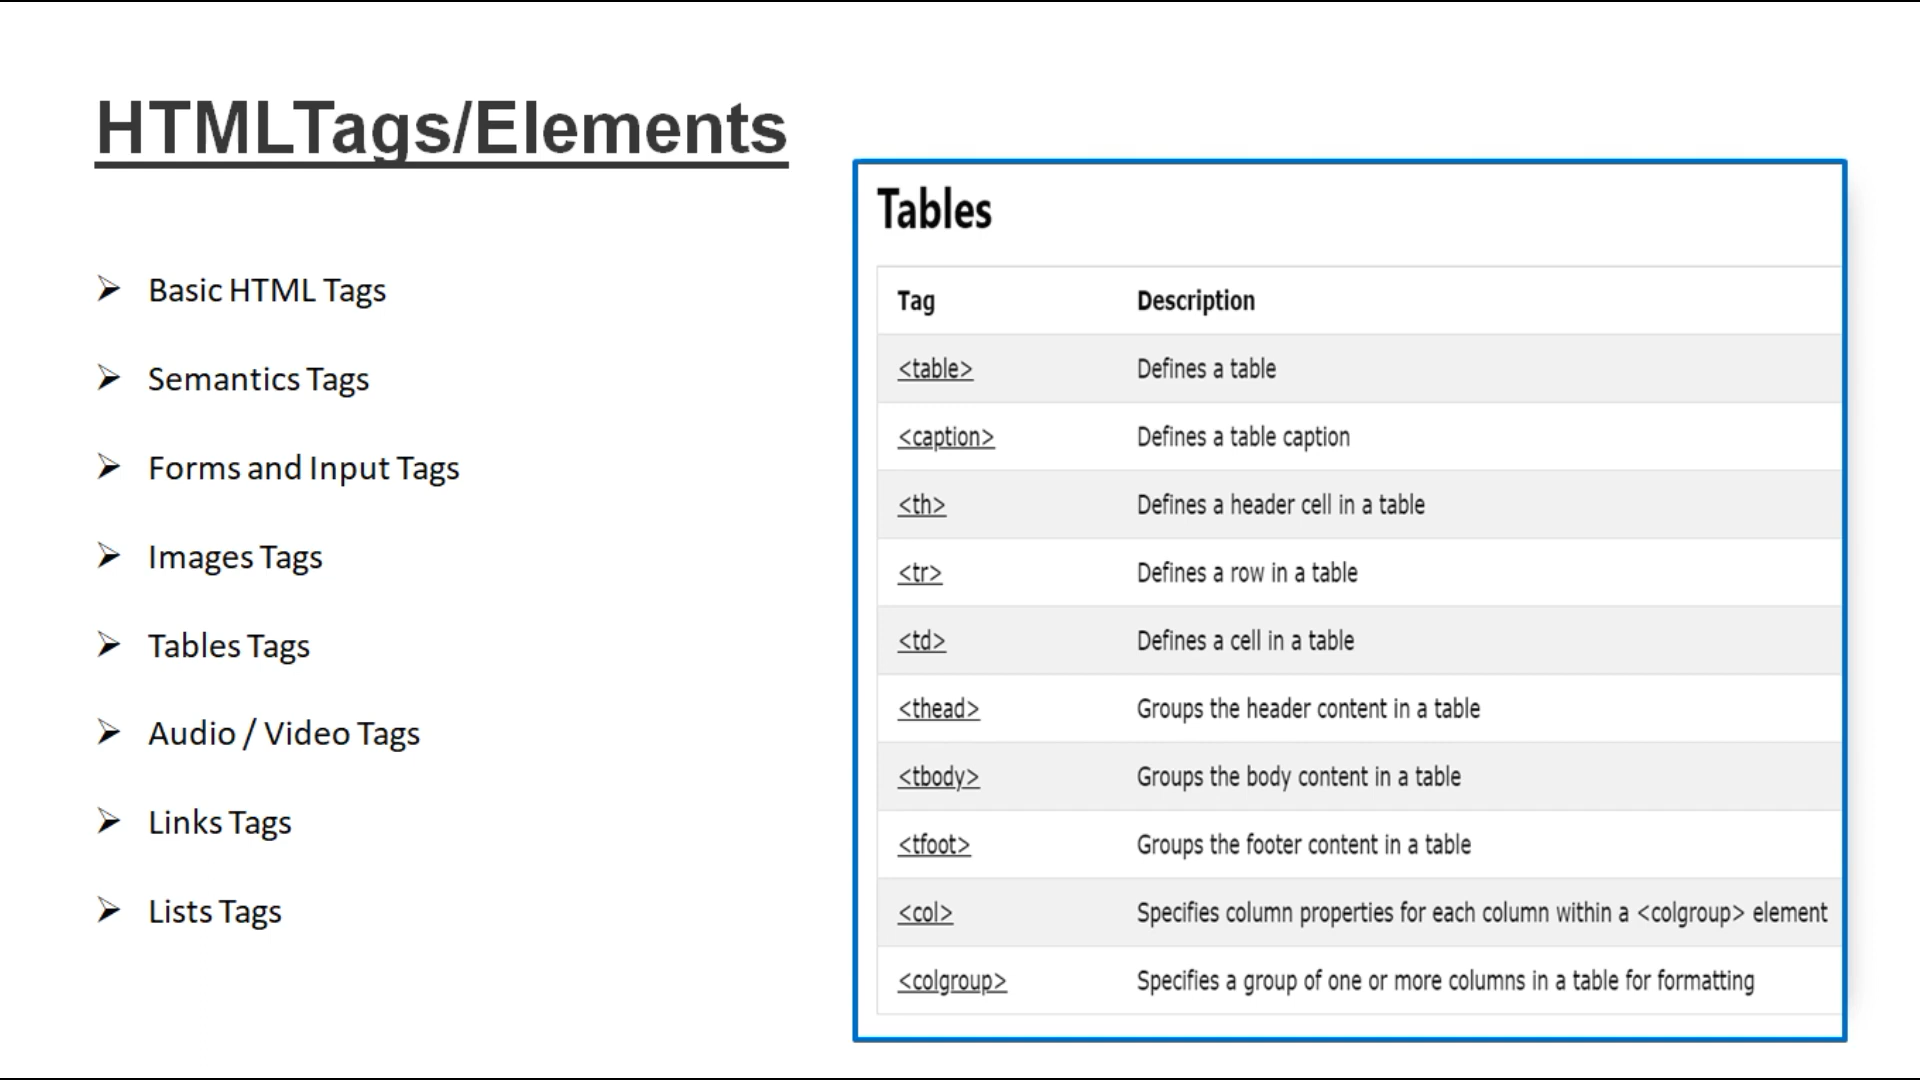 HTMLTags/Elements
Basic HTML Tags
Semantics Tags
Forms and Input Tags
Images Tags
Tables Tags
Audio / Video Tags
Links Tags
Lists Tags
Tables
Tag Description
<table> Defines a table
<caption> Defines a table caption
<th> Defines a header cell in a table
<tr> Defines a row in a table
<td> Defines a cell in a table
<thead> Groups the header content in a table
<tbody> Groups the body content in a table
<tfoot> Groups the footer content in a table
<col> Specifies column properties for each column within a <colgroup> element
<colgroup> Specifies a group of one or more columns in a table for formatting